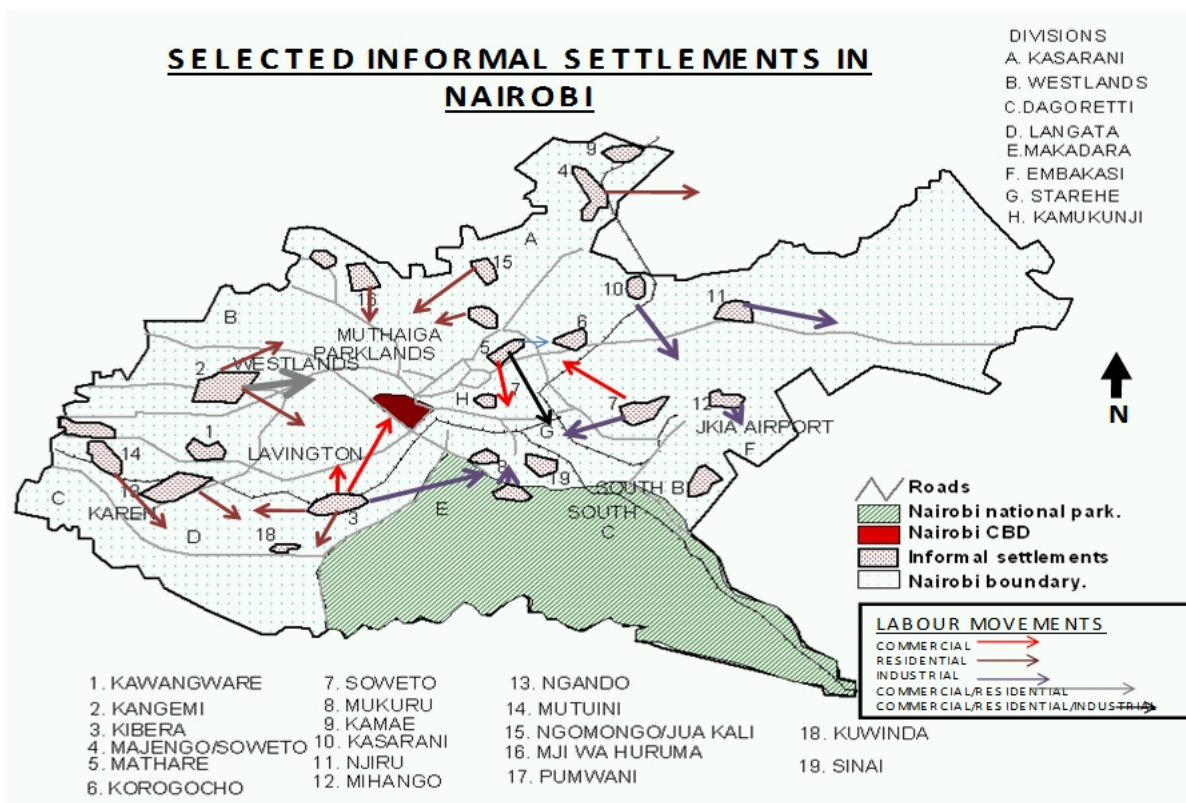 SELECTED INFORMAL SETTLEMENTS IN
NAIROBI
DIVISIONS
A. KASARANI
B. WESTLANDS
C.DAGORETTI
D. LANGATA
E.MAKADARA
F. EMBAKASI
G. STAREHE
H. KAMUKUNJI
9
4
A
15
10
16
11
B
6
MUTHAIGA
PARKLANDS
5
2
WESTLANDS
H
17
7
12
G
JKIA AIRPORT
F
N
1
LAVINGTON
14
8
19
13
SOUTH B
C
KAREN
3
E
SOUTH
C
D
18
Roads
Nairobi national park.
Nairobi CBD
Informal settlements
Nairobi boundary.
LABOUR MOVEMENTS
COMMERCIAL
RESIDENTIAL
INDUSTRIAL
COMMERCIAL/RESIDENTIAL
COMMERCIAL/RESIDENTIAL/INDUSTRIAL
1. KAWANGWARE
2. KANGEMI
3. KIBERA
4. MAJENGO/SOWETO
5. MATHARE
6. KOROGOCHO
7. SOWETO
8. MUKURU
9. KAMAE
10. KASARANI
11. NJIRU
12. MIHANGO
13. NGANDO
14. MUTUINI
15. NGOMONGO/JUA KALI
16. MJI WA HURUMA
17. PUMWANI
18. KUWINDA
19. SINAI